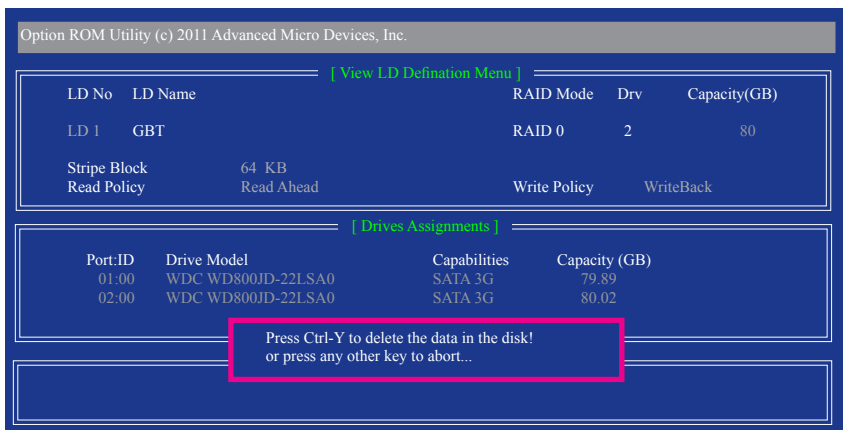 Option ROM Utility (c) 2011 Advanced Micro Devices, Inc.
[ View LD Defination Menu ]
LD No LD Name RAID Mode Drv Capacity(GB)
LD 1 GBT RAID 0 2 80
Stripe Block 64 KB
Read Policy Read Ahead Write Policy WriteBack
[ Drives Assignments ]
Port:ID Drive Model Capabilities Capacity (GB)
01:00 WDC WD800JD-22LSA0 SATA 3G 79.89
02:00 WDC WD800JD-22LSA0 SATA 3G 80.02
Press Ctrl-Y to delete the data in the disk!
or press any other key to abort...